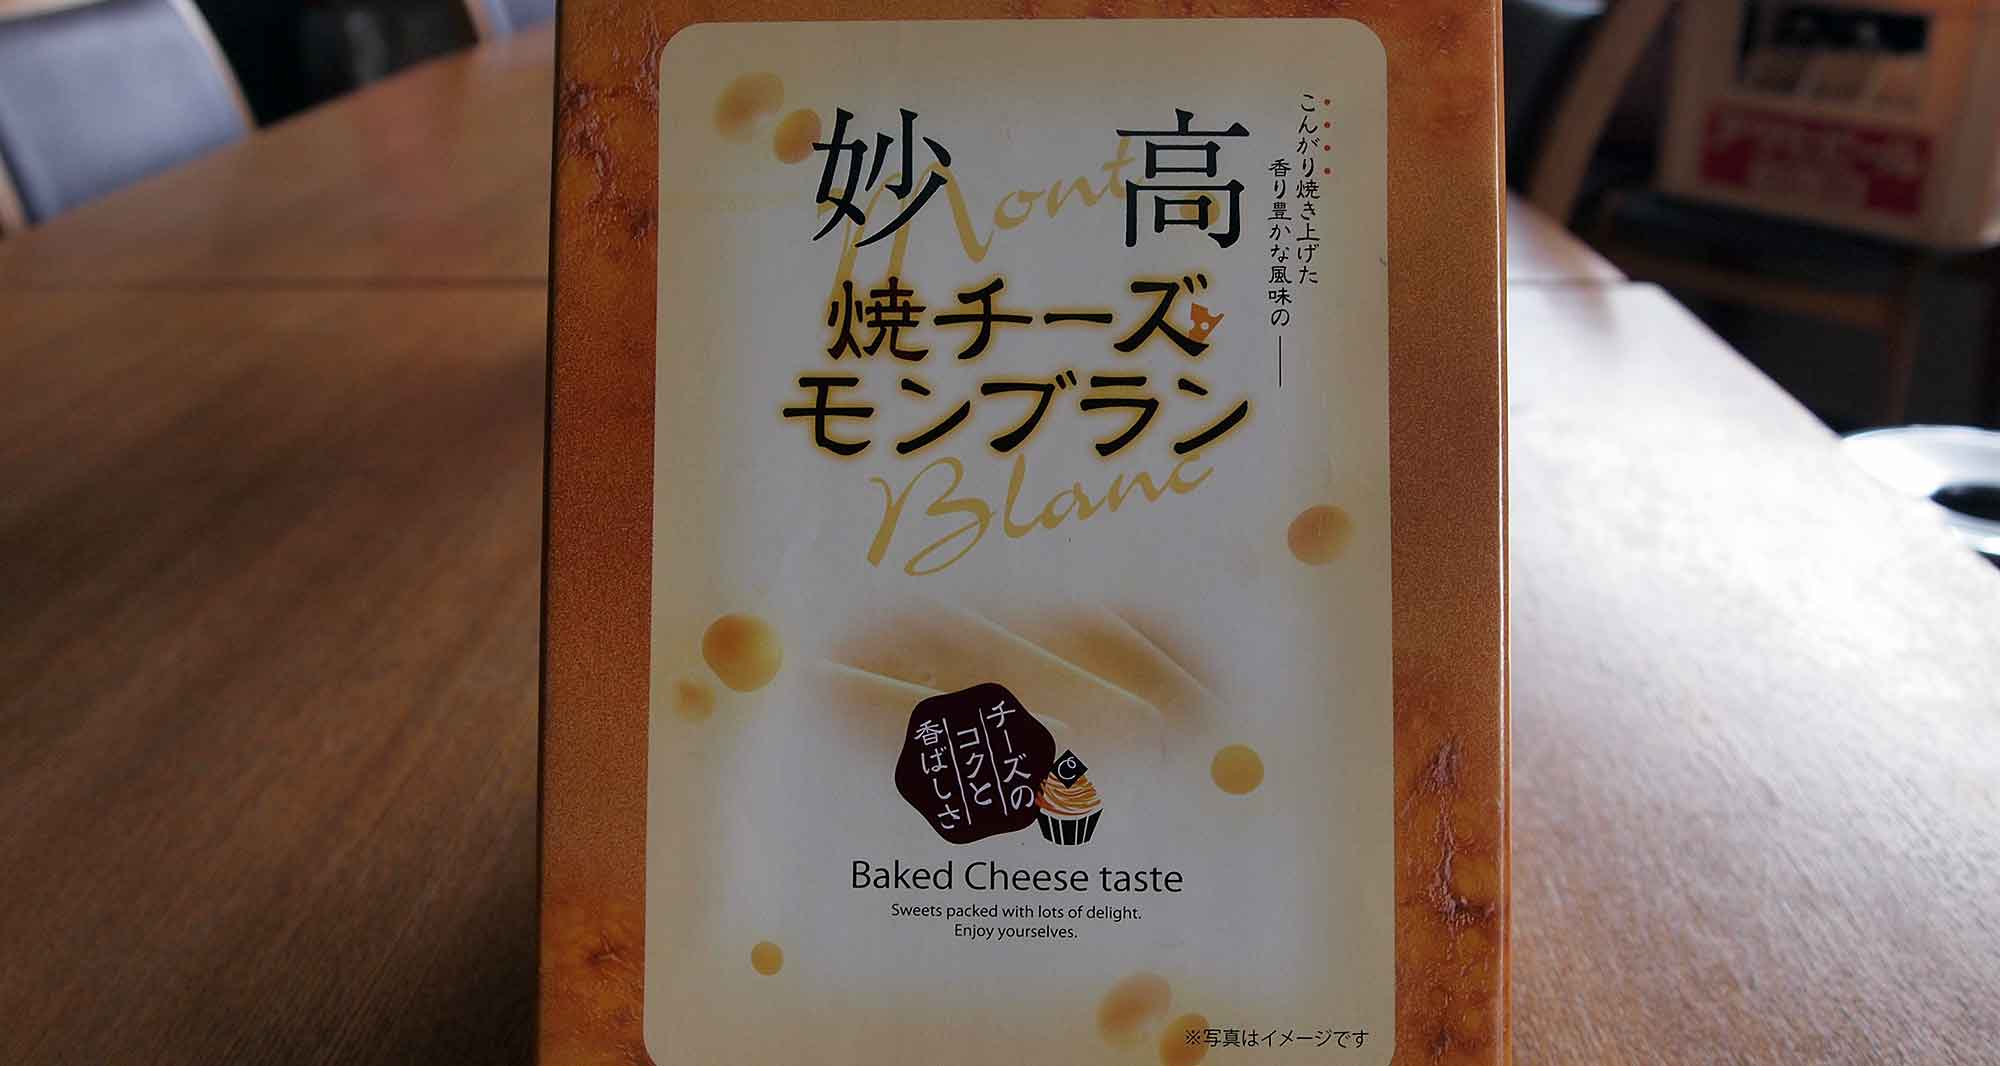 こんがり焼き上げた
香り豊かな風味の――
妙高
Mont
焼チーズ
モンブラン
Blanc
チーズの
コクと
香ばしさ
C
Baked Cheese taste
Sweets packed with lots of delight.
Enjoy yourselves.
※写真はイメージです